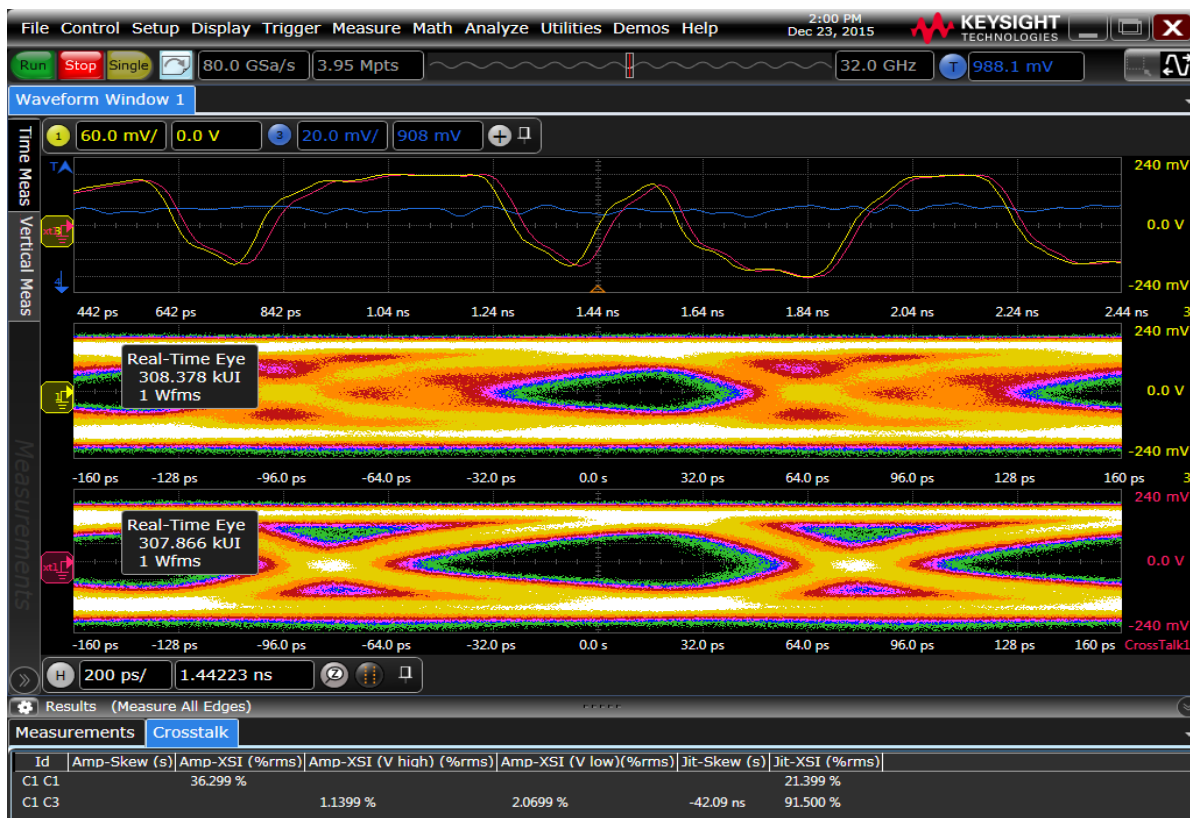 File Control Setup Display Trigger Measure Math Analyze Utilities Demos Help
2:00 PM
Dec 23, 2015
KEYSIGHT
TECHNOLOGIES
X
Run Stop Single 80.0 GSa/s 3.95 Mpts 32.0 GHz T 988.1 mV
Waveform Window 1
Time Meas
Vertical Meas
Measurements
1 60.0 mV/ 0.0 V 3 20.0 mV/ 908 mV +
T
240 mV
0.0 V
-240 mV
4
442 ps 642 ps 842 ps 1.04 ns 1.24 ns 1.44 ns 1.64 ns 1.84 ns 2.04 ns 2.24 ns 2.44 ns 3
240 mV
Real-Time Eye
308.378 kUI
1 Wfms
0.0 V
-240 mV
-160 ps -128 ps -96.0 ps -64.0 ps -32.0 ps 0.0 s 32.0 ps 64.0 ps 96.0 ps 128 ps 160 ps 3
240 mV
Real-Time Eye
307.866 kUI
1 Wfms
xt1
0.0 V
-240 mV
-160 ps -128 ps -96.0 ps -64.0 ps -32.0 ps 0.0 s 32.0 ps 64.0 ps 96.0 ps 128 ps 160 ps CrossTalk1
H 200 ps/ 1.44223 ns Z
Results (Measure All Edges)
Measurements Crosstalk
Id Amp-Skew (s) Amp-XSI (%rms) Amp-XSI (V high) (%rms) Amp-XSI (V low)(%rms) Jit-Skew (s) Jit-XSI (%rms)
C1 C1 36.299 % 21.399 %
C1 C3 1.1399 % 2.0699 % -42.09 ns 91.500 %